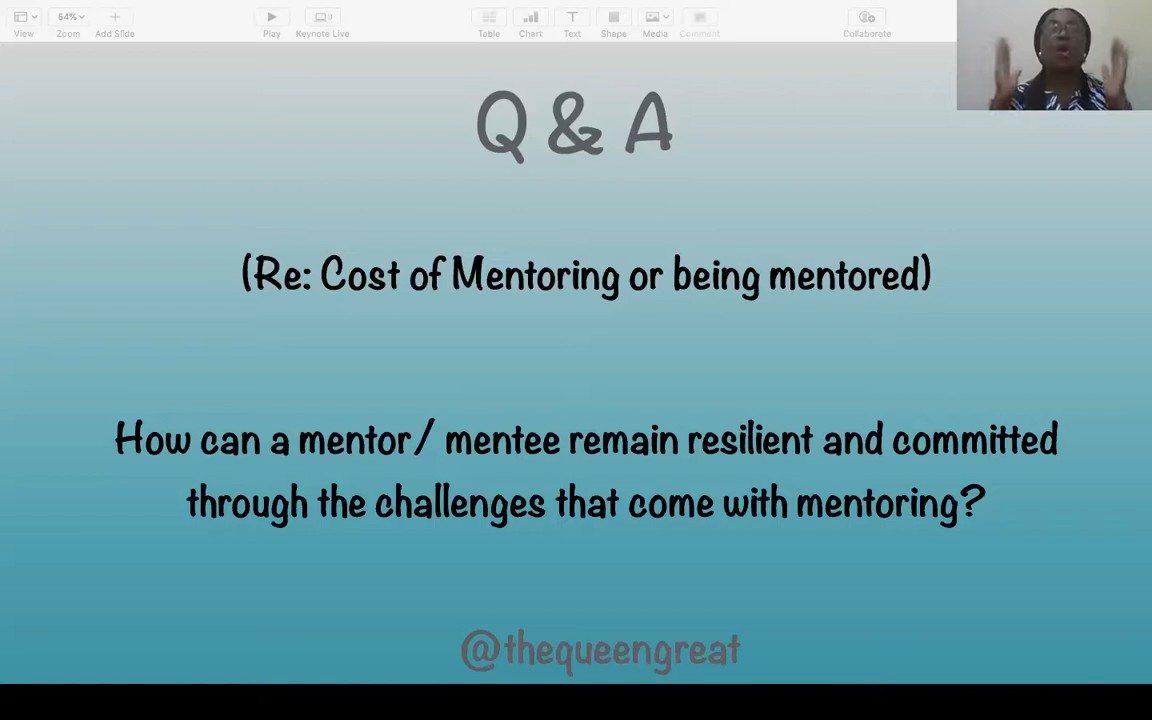 54%
View
Zoom
Add Slide
Play
Keynote Live
Table
Chart
Text
Shape
Media
Comment
Collaborate
Q & A
(Re: Cost of Mentoring or being mentored)
How can a mentor/ mentee remain resilient and committed
through the challenges that come with mentoring?
@thequeengreat